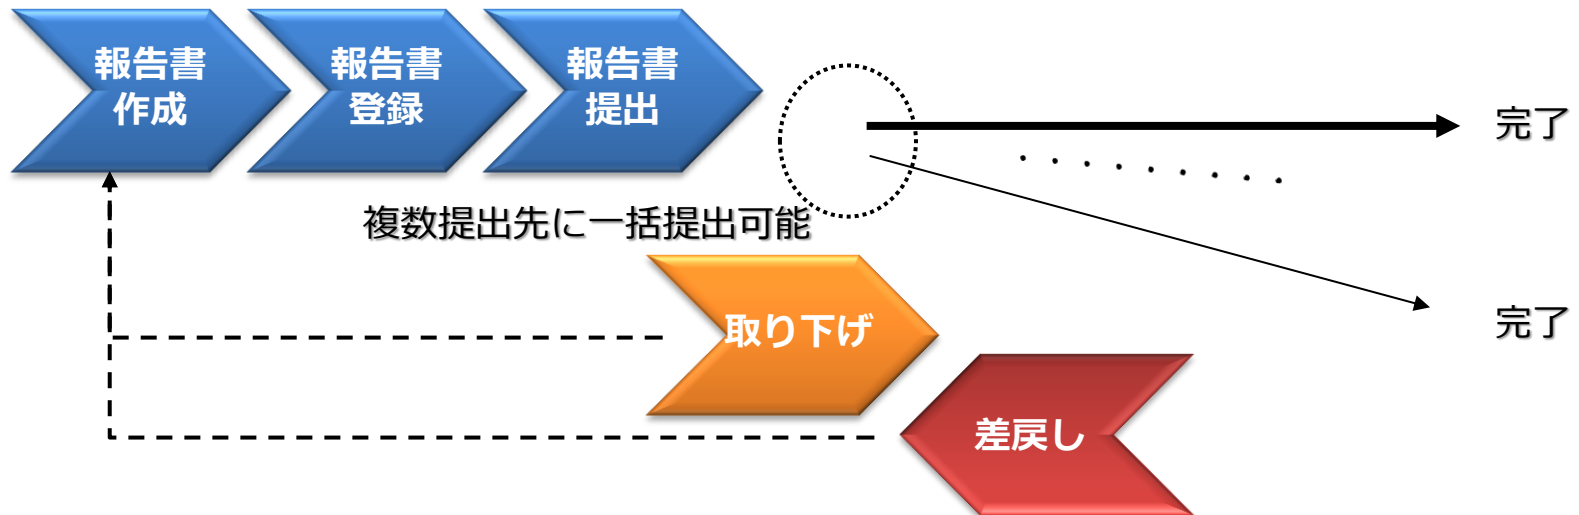 報告書
作成
報告書
登録
報告書
提出
完了
複数提出先に一括提出可能
取り下げ
完了
差戻し